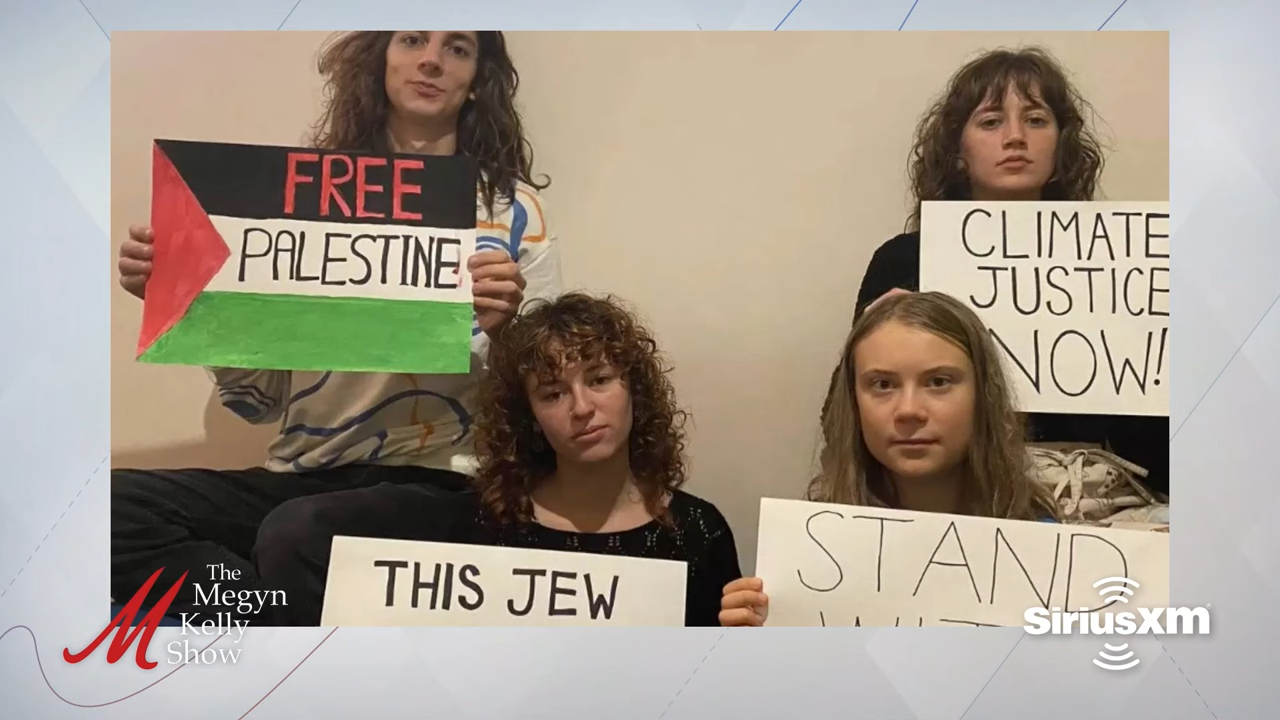 FREE
PALESTINE
CLIMATE
JUSTICE
NOW!
THIS JEW
STAND
The
Megyn
Kelly
Show
SiriusXM